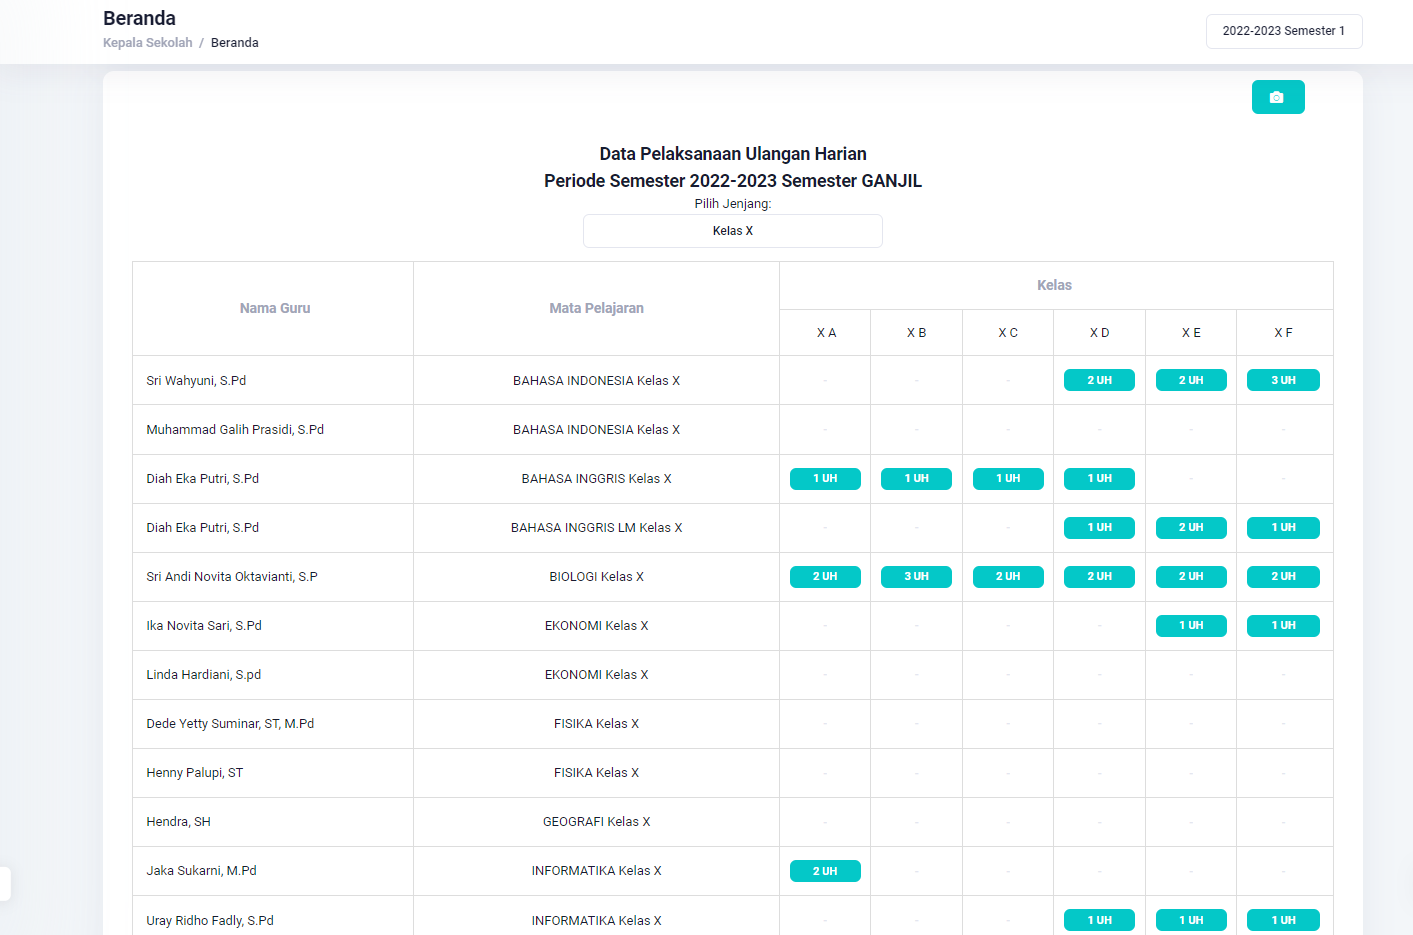 Beranda
Kepala Sekolah / Beranda
2022-2023 Semester 1
Data Pelaksanaan Ulangan Harian
Periode Semester 2022-2023 Semester GANJIL
Pilih Jenjang:
Kelas X
Nama Guru Mata Pelajaran Kelas
X A X B X C X D X E X F
Sri Wahyuni, S.Pd BAHASA INDONESIA Kelas X - - - 2 UH 2 UH 3 UH
Muhammad Galih Prasidi, S.Pd BAHASA INDONESIA Kelas X - - - - - -
Diah Eka Putri, S.Pd BAHASA INGGRIS Kelas X 1 UH 1 UH 1 UH 1 UH - -
Diah Eka Putri, S.Pd BAHASA INGGRIS LM Kelas X - - - 1 UH 2 UH 1 UH
Sri Andi Novita Oktavianti, S.P BIOLOGI Kelas X 2 UH 3 UH 2 UH 2 UH 2 UH 2 UH
Ika Novita Sari, S.Pd EKONOMI Kelas X - - - - 1 UH 1 UH
Linda Hardiani, S.pd EKONOMI Kelas X - - - - - -
Dede Yetty Suminar, ST, M.Pd FISIKA Kelas X - - - - - -
Henny Palupi, ST FISIKA Kelas X - - - - - -
Hendra, SH GEOGRAFI Kelas X - - - - - -
Jaka Sukarni, M.Pd INFORMATIKA Kelas X 2 UH - - - - -
Uray Ridho Fadly, S.Pd INFORMATIKA Kelas X - - - 1 UH 1 UH 1 UH